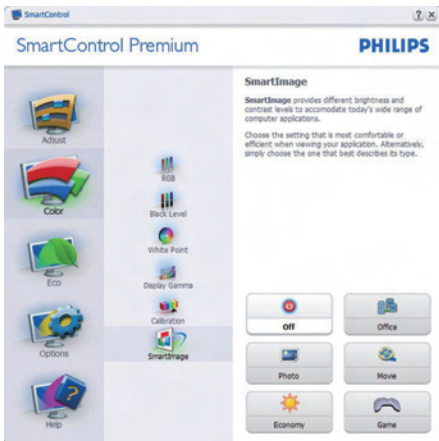 SmartControl
SmartControl Premium
PHILIPS
Adjust
Color
Eco
Options
Help
RGB
Black Level
White Point
Display Gamma
Calibration
SmartImage
SmartImage
SmartImage provides different brightness and
contrast levels to accomodate today's wide range of
computer applications.
Choose the setting that is most comfortable or
efficient when viewing your application. Alternatively,
simply choose the one that best describes its type.
Off
Office
Photo
Movie
Economy
Game